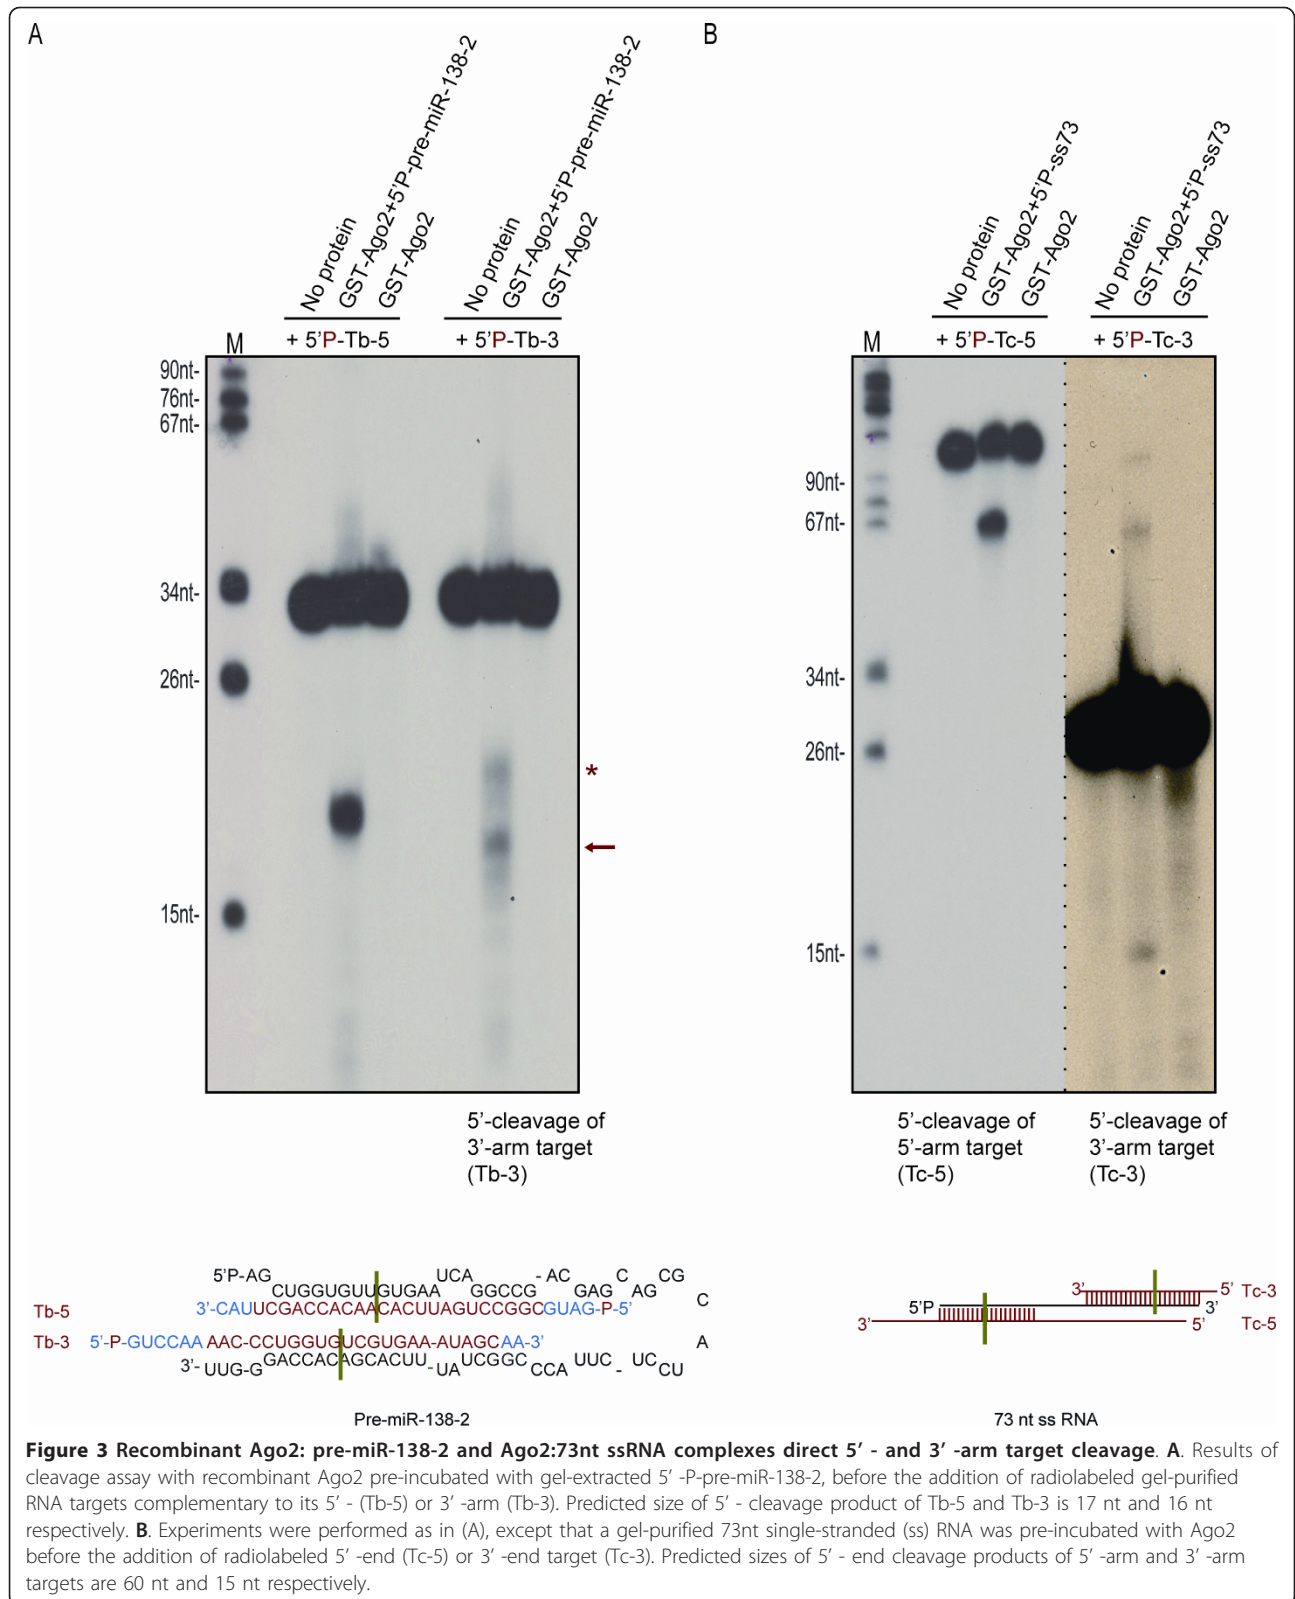 A
B
No protein
GST-Ago2+5'P-pre-miR-138-2
GST-Ago2
No protein
GST-Ago2+5'P-pre-miR-138-2
GST-Ago2
No protein
GST-Ago2+5'P-ss73
GST-Ago2
No protein
GST-Ago2+5'P-ss73
GST-Ago2
M
+ 5'P-Tb-5
+ 5'P-Tb-3
M
+ 5'P-Tc-5
+ 5'P-Tc-3
90nt-
76nt-
67nt-
34nt-
26nt-
15nt-
*
90nt-
67nt-
34nt-
26nt-
15nt-
5'-cleavage of
3'-arm target
(Tb-3)
5'-cleavage of
5'-arm target
(Tc-5)
5'-cleavage of
3'-arm target
(Tc-3)
5'P-AG UCA - AC C CG
CUGGUGUUGUGAA GGCCG GAG AG
Tb-5 3'-CAUUCGACCACAACACUUAGUCCGGCGUAG-P-5' C
Tb-3 5'-P-GUCCAA AAC-CCUGGUGUCGUGAA-AUAGCAA-3' A
3'-UUG-GGACCACAGCACUU-UAUCGGCCCA UUC - UCCU
Pre-miR-138-2
3' 5' Tc-3
5'P 3'
3' 5' Tc-5
73 nt ss RNA
Figure 3 Recombinant Ago2: pre-miR-138-2 and Ago2:73nt ssRNA complexes direct 5' - and 3' -arm target cleavage. A. Results of
cleavage assay with recombinant Ago2 pre-incubated with gel-extracted 5' -P-pre-miR-138-2, before the addition of radiolabeled gel-purified
RNA targets complementary to its 5' - (Tb-5) or 3' -arm (Tb-3). Predicted size of 5' - cleavage product of Tb-5 and Tb-3 is 17 nt and 16 nt
respectively. B. Experiments were performed as in (A), except that a gel-purified 73nt single-stranded (ss) RNA was pre-incubated with Ago2
before the addition of radiolabeled 5' -end (Tc-5) or 3' -end target (Tc-3). Predicted sizes of 5' - end cleavage products of 5' -arm and 3' -arm
targets are 60 nt and 15 nt respectively.